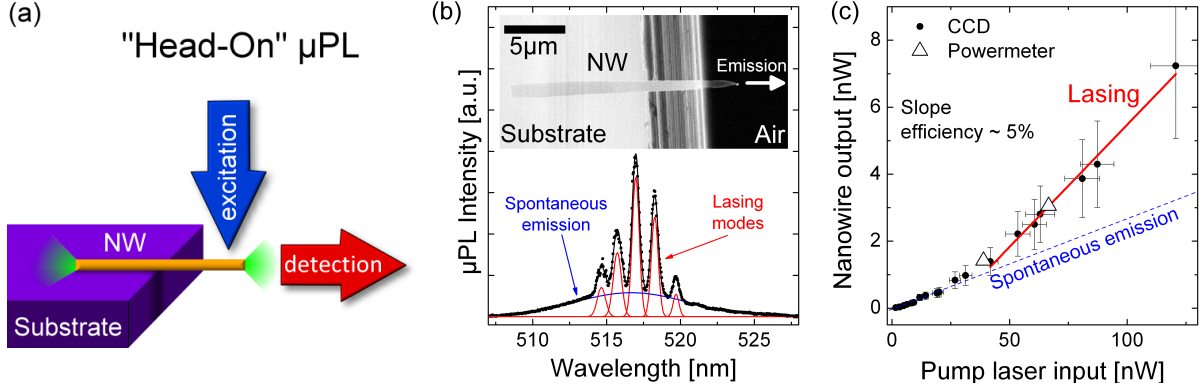 (a)
"Head-On" µPL
excitation
NW
detection
Substrate
(b)
5µm
NW
Emission
Substrate
Air
Spontaneous
emission
Lasing
modes
µPL Intensity [a.u.]
510
515
520
525
Wavelength [nm]
(c)
CCD
Powermeter
Lasing
Slope
efficiency ~ 5%
Spontaneous emission
Nanowire output [nW]
8
6
4
2
0
0
50
100
Pump laser input [nW]